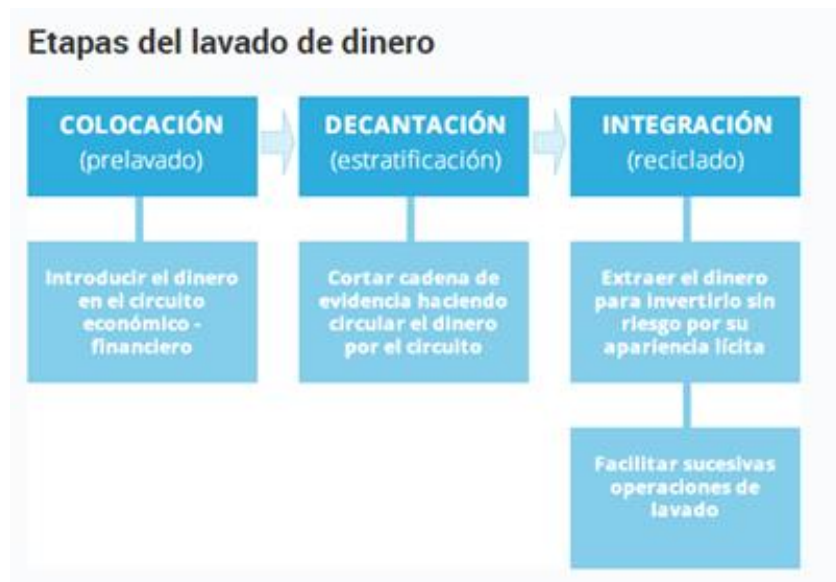 Etapas del lavado de dinero
COLOCACIÓN
(prelavado)
DECANTACIÓN
(estratificación)
INTEGRACIÓN
(reciclado)
Introducir el dinero
en el circuito
económico -
financiero
Cortar cadena de
evidencia haciendo
circular el dinero
por el circuito
Extraer el dinero
para invertirlo sin
riesgo por su
apariencia lícita
Facilitar sucesivas
operaciones de
lavado